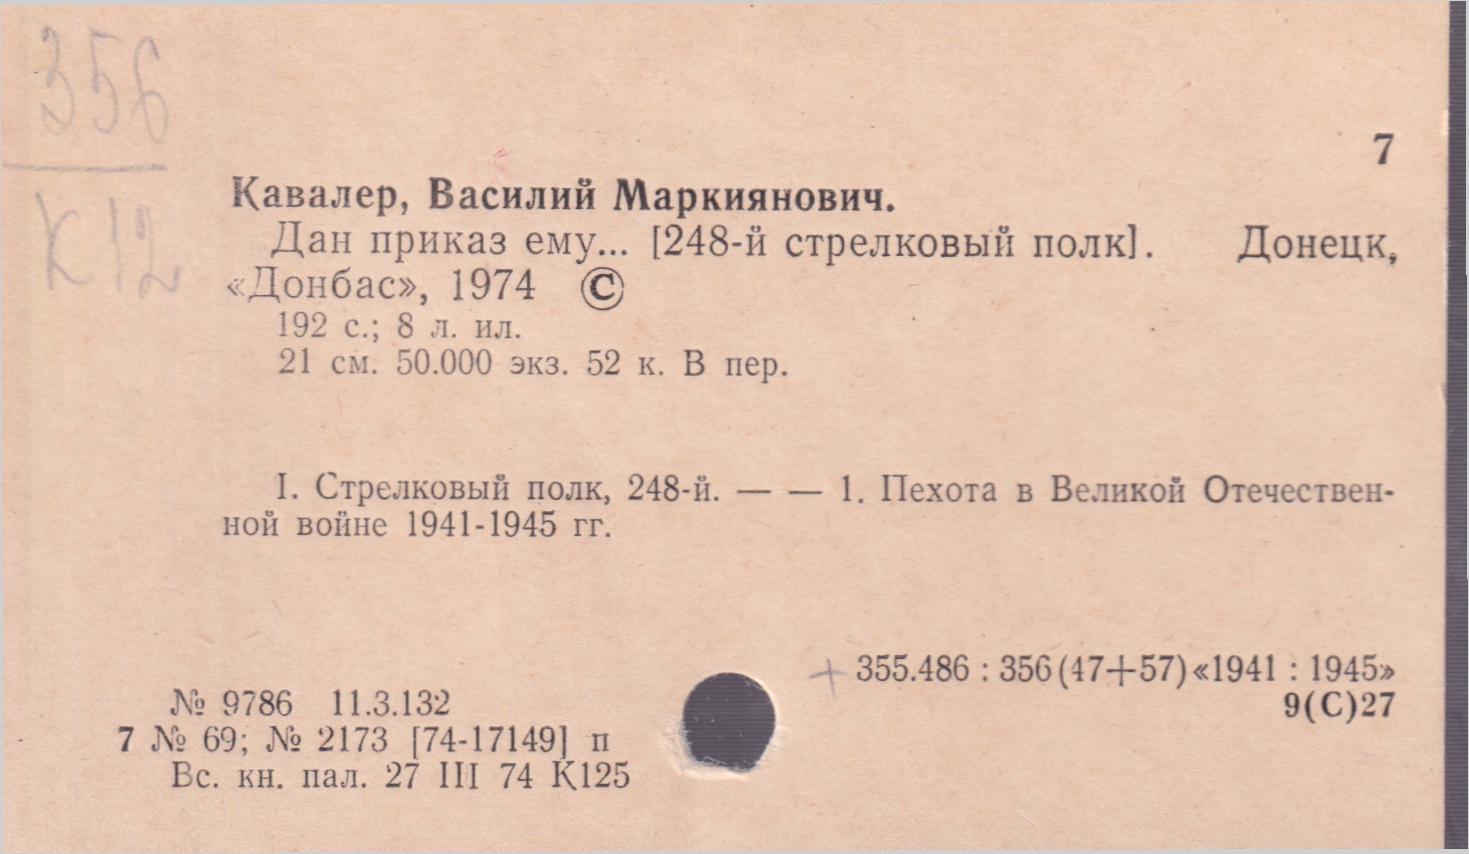 356
К12
7
Кавалер, Василий Маркиянович.
Дан приказ ему... [248-й стрелковый полк]. Донецк,
«Донбас», 1974 ©
192 с.; 8 л. ил.
21 см. 50.000 экз. 52 к. В пер.
I. Стрелковый полк, 248-й. — — 1. Пехота в Великой Отечествен-
ной войне 1941-1945 гг.
+ 355.486 : 356(47+57)«1941 : 1945»
9(С)27
№ 9786 11.3.132
7 № 69; № 2173 [74-17149] п
Вс. кн. пал. 27 III 74 К125